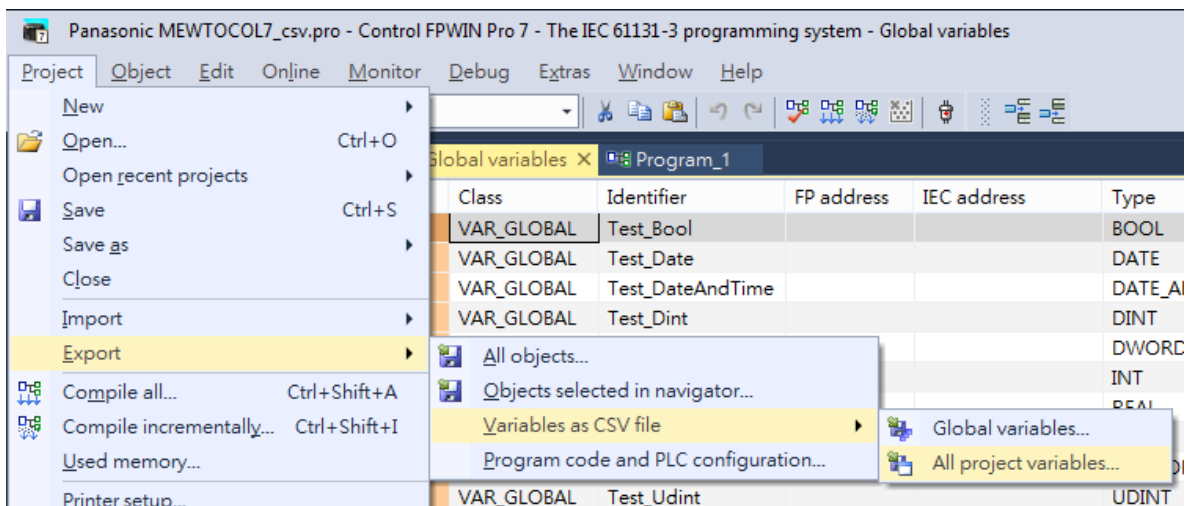 Panasonic MEWTOCOL7_csv.pro - Control FPWIN Pro 7 - The IEC 61131-3 programming system - Global variables
Project Object Edit Online Monitor Debug Extras Window Help
New
Open... Ctrl+O
Open recent projects
Save Ctrl+S
Save as
Close
Import
Export
Compile all... Ctrl+Shift+A
Compile incrementally... Ctrl+Shift+I
Used memory...
Printer setup...
Global variables Program_1
Class Identifier FP address IEC address Type
VAR_GLOBAL Test_Bool BOOL
VAR_GLOBAL Test_Date DATE
VAR_GLOBAL Test_DateAndTime DATE_A
VAR_GLOBAL Test_Dint DINT
DWORD
INT
REAL
VAR_GLOBAL Test_Udint UDINT
All objects...
Objects selected in navigator...
Variables as CSV file
Program code and PLC configuration...
Global variables...
All project variables...